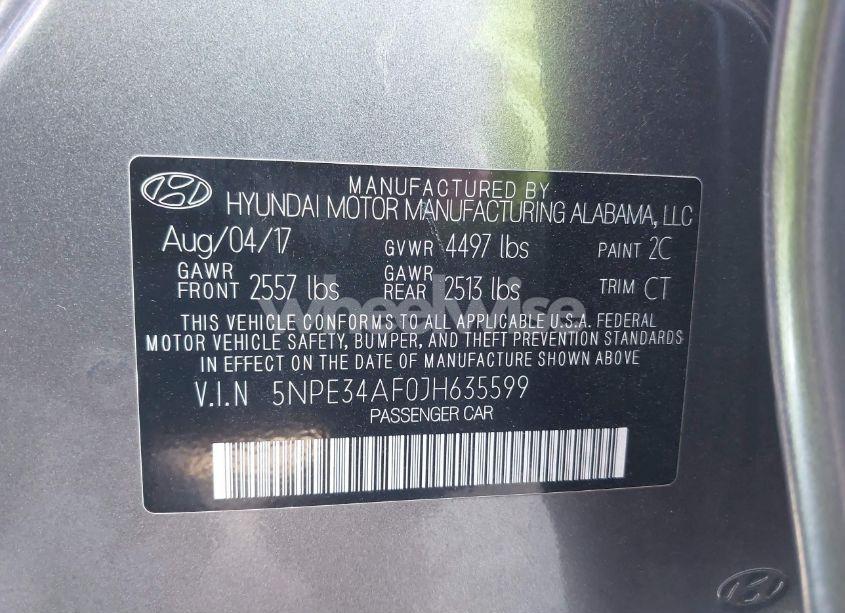 MANUFACTURED BY
HYUNDAI MOTOR MANUFACTURING ALABAMA, LLC
Aug/04/17 GVWR 4497 lbs PAINT 2C
GAWR FRONT 2557 lbs GAWR REAR 2513 lbs TRIM CT
wheelwise
THIS VEHICLE CONFORMS TO ALL APPLICABLE U.S.A. FEDERAL
MOTOR VEHICLE SAFETY, BUMPER, AND THEFT PREVENTION STANDARDS
IN EFFECT ON THE DATE OF MANUFACTURE SHOWN ABOVE
V.I.N 5NPE34AF0JH635599
PASSENGER CAR